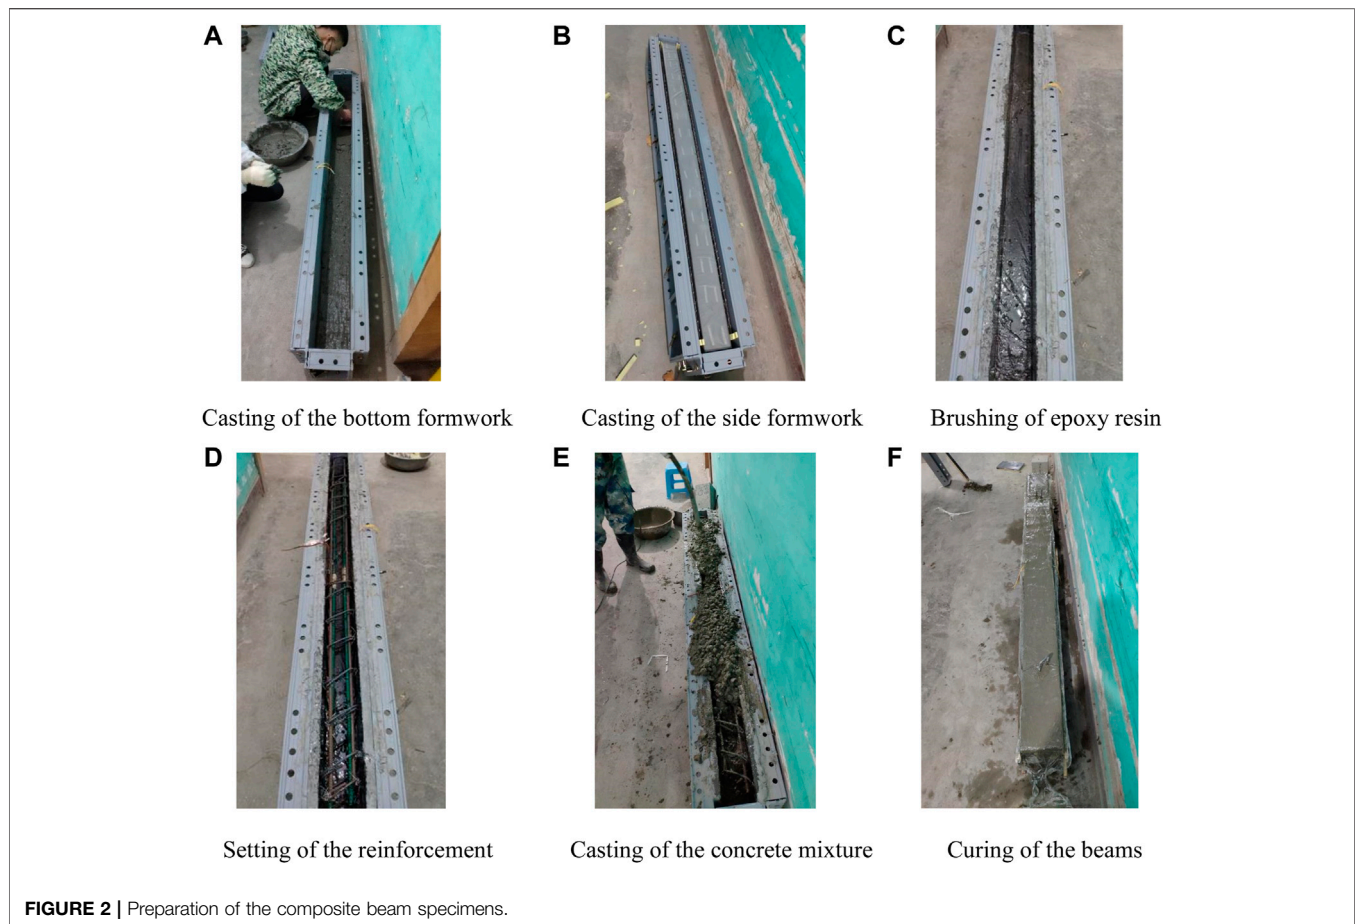 A
B
C
Casting of the bottom formwork
Casting of the side formwork
Brushing of epoxy resin
D
E
F
Setting of the reinforcement
Casting of the concrete mixture
Curing of the beams
FIGURE 2 | Preparation of the composite beam specimens.